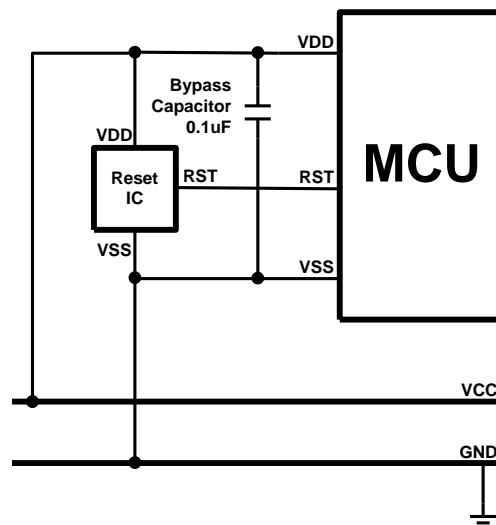 VDD
Bypass
Capacitor
0.1uF
VDD
MCU
Reset
IC
RST
RST
VSS
VSS
VCC
GND